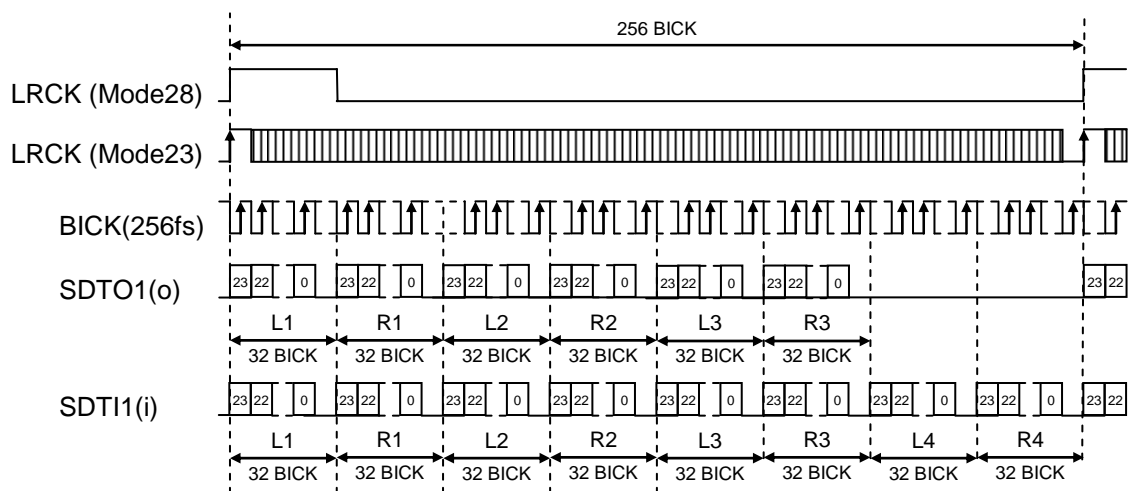 256 BICK
LRCK (Mode28)
LRCK (Mode23)
BICK(256fs)
SDTO1(o)
23 22 0 23 22 0 23 22 0 23 22 0 23 22 0 23 22 0 23 22
L1 R1 L2 R2 L3 R3
32 BICK 32 BICK 32 BICK 32 BICK 32 BICK 32 BICK
SDTI1(i)
23 22 0 23 22 0 23 22 0 23 22 0 23 22 0 23 22 0 23 22 0 23 22 0 23 22
L1 R1 L2 R2 L3 R3 L4 R4
32 BICK 32 BICK 32 BICK 32 BICK 32 BICK 32 BICK 32 BICK 32 BICK